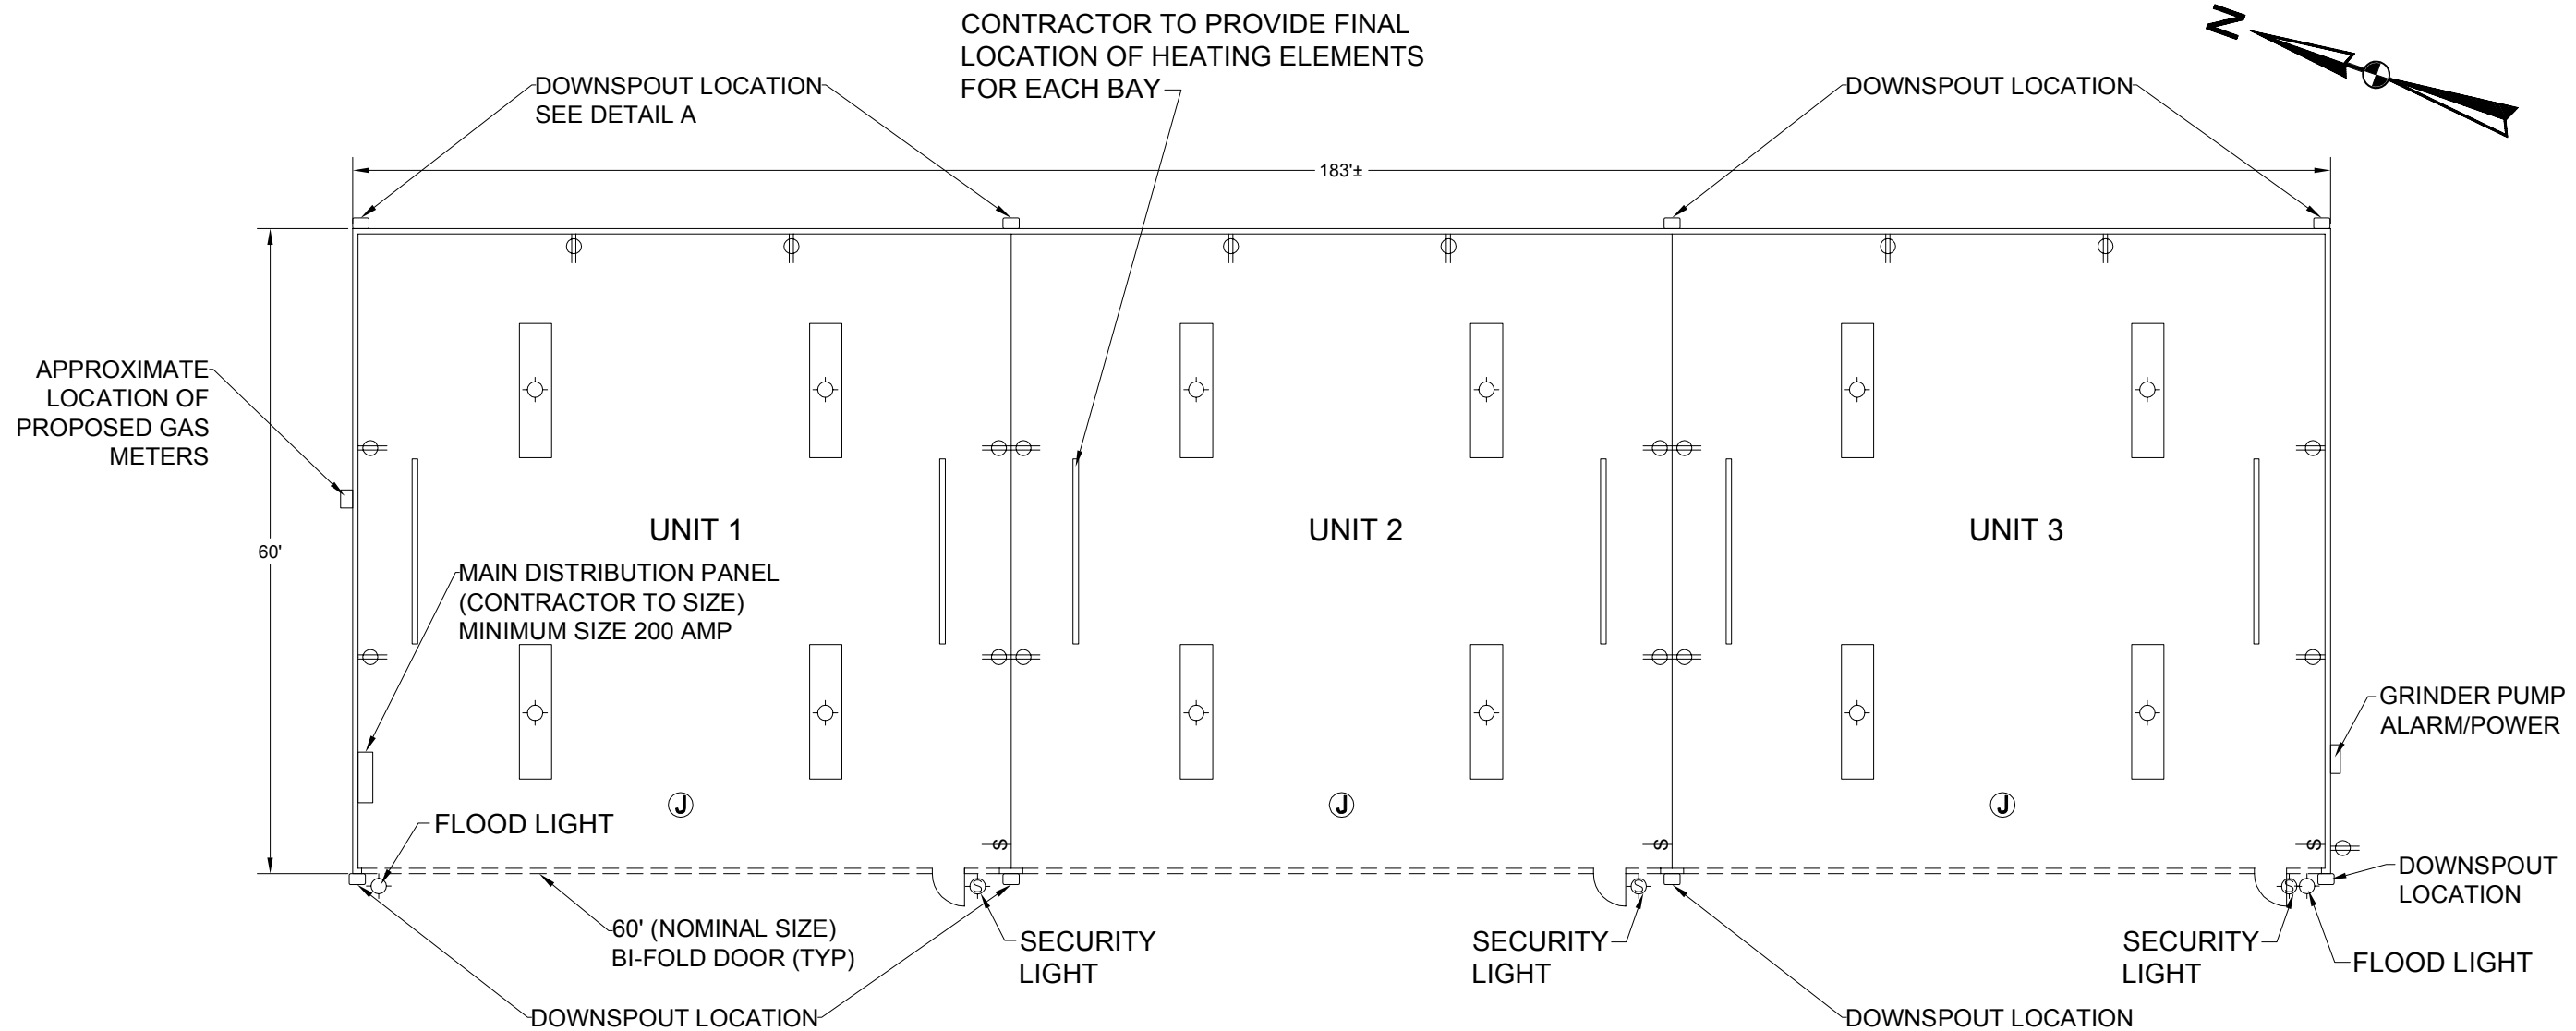 CONTRACTOR TO PROVIDE FINAL
LOCATION OF HEATING ELEMENTS
FOR EACH BAY
N
DOWNSPOUT LOCATION
SEE DETAIL A
DOWNSPOUT LOCATION
183'±
APPROXIMATE
LOCATION OF
PROPOSED GAS
METERS
60'
UNIT 1
UNIT 2
UNIT 3
MAIN DISTRIBUTION PANEL
(CONTRACTOR TO SIZE)
MINIMUM SIZE 200 AMP
GRINDER PUMP
ALARM/POWER
J
J
J
FLOOD LIGHT
S
S
S
DOWNSPOUT
LOCATION
S
S
S
60' (NOMINAL SIZE)
BI-FOLD DOOR (TYP)
SECURITY
LIGHT
SECURITY
LIGHT
SECURITY
LIGHT
FLOOD LIGHT
DOWNSPOUT LOCATION
DOWNSPOUT LOCATION